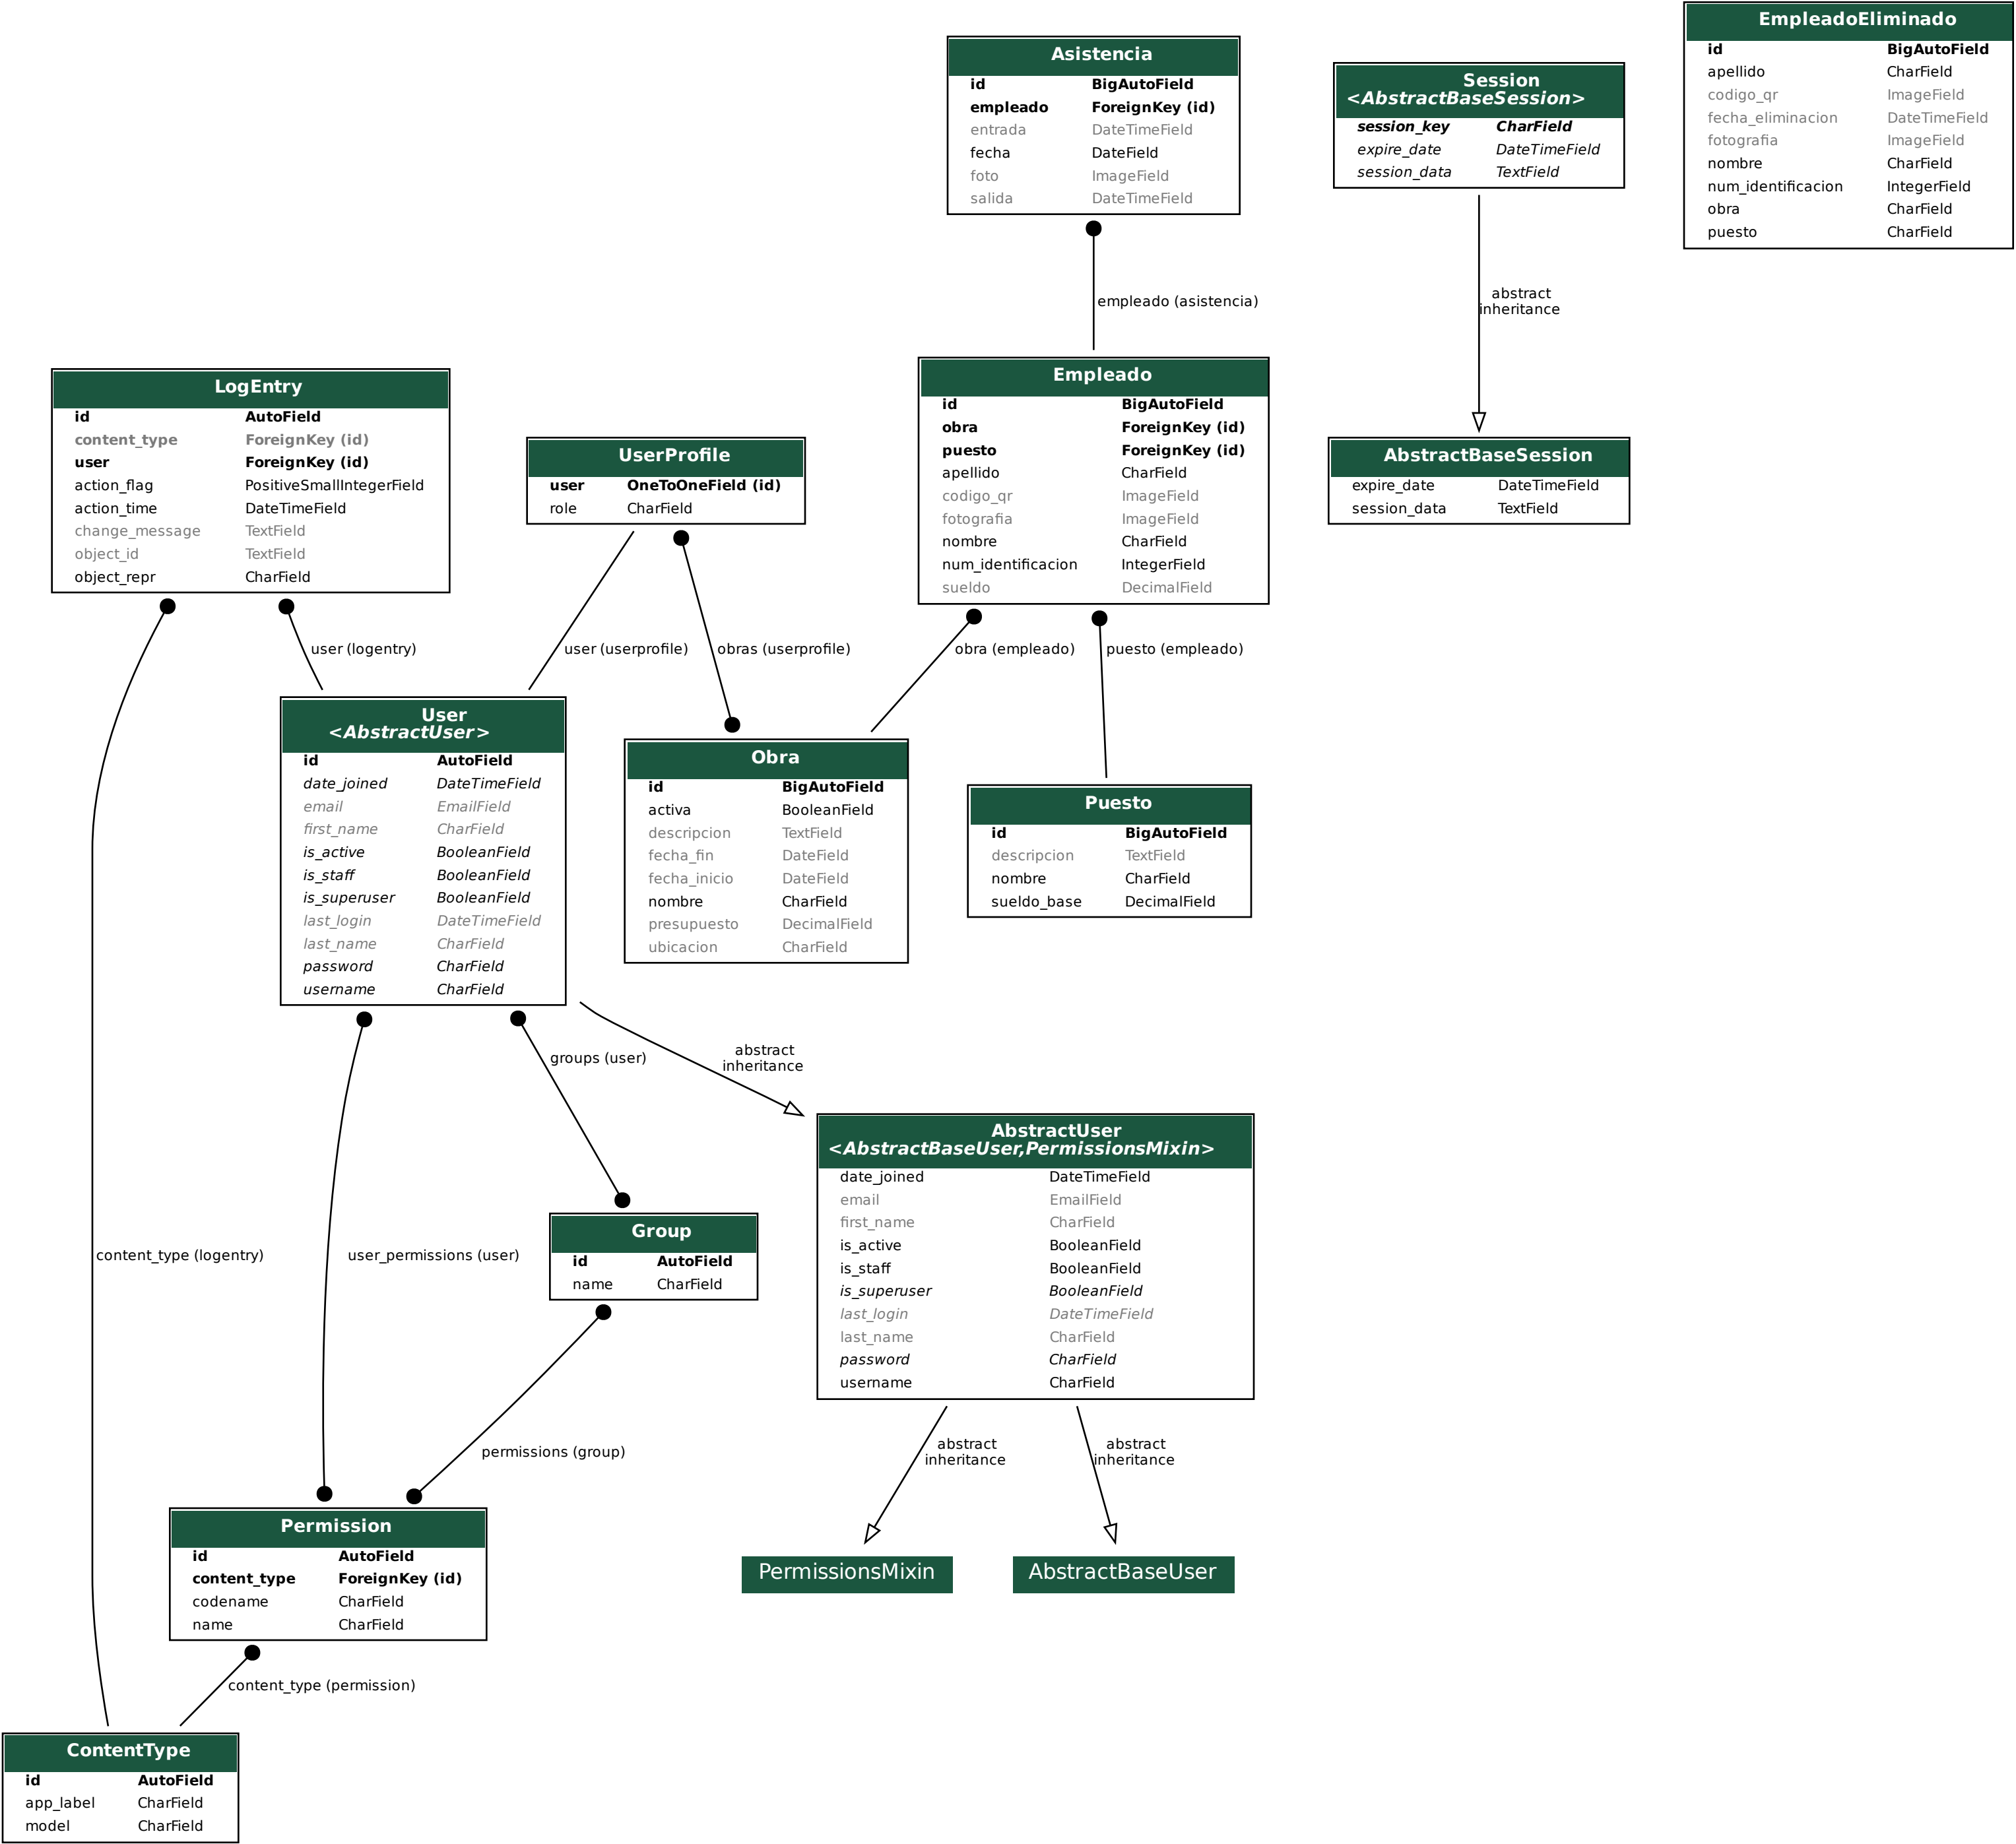 EmpleadoEliminado
id BigAutoField
apellido CharField
codigo_qr ImageField
fecha_eliminacion DateTimeField
fotografia ImageField
nombre CharField
num_identificacion IntegerField
obra CharField
puesto CharField
Asistencia
id BigAutoField
empleado ForeignKey (id)
entrada DateTimeField
fecha DateField
foto ImageField
salida DateTimeField
Session
<AbstractBaseSession>
session_key CharField
expire_date DateTimeField
session_data TextField
empleado (asistencia)
abstract
inheritance
LogEntry
id AutoField
content_type ForeignKey (id)
user ForeignKey (id)
action_flag PositiveSmallIntegerField
action_time DateTimeField
change_message TextField
object_id TextField
object_repr CharField
UserProfile
user OneToOneField (id)
role CharField
Empleado
id BigAutoField
obra ForeignKey (id)
puesto ForeignKey (id)
apellido CharField
codigo_qr ImageField
fotografia ImageField
nombre CharField
num_identificacion IntegerField
sueldo DecimalField
AbstractBaseSession
expire_date DateTimeField
session_data TextField
user (logentry)
user (userprofile)
obras (userprofile)
obra (empleado)
puesto (empleado)
User
<AbstractUser>
id AutoField
date_joined DateTimeField
email EmailField
first_name CharField
is_active BooleanField
is_staff BooleanField
is_superuser BooleanField
last_login DateTimeField
last_name CharField
password CharField
username CharField
Obra
id BigAutoField
activa BooleanField
descripcion TextField
fecha_fin DateField
fecha_inicio DateField
nombre CharField
presupuesto DecimalField
ubicacion CharField
Puesto
id BigAutoField
descripcion TextField
nombre CharField
sueldo_base DecimalField
groups (user)
abstract
inheritance
AbstractUser
<AbstractBaseUser,PermissionsMixin>
date_joined DateTimeField
email EmailField
first_name CharField
is_active BooleanField
is_staff BooleanField
is_superuser BooleanField
last_login DateTimeField
last_name CharField
password CharField
username CharField
content_type (logentry)
user_permissions (user)
Group
id AutoField
name CharField
permissions (group)
abstract
inheritance
abstract
inheritance
Permission
id AutoField
content_type ForeignKey (id)
codename CharField
name CharField
PermissionsMixin
AbstractBaseUser
content_type (permission)
ContentType
id AutoField
app_label CharField
model CharField